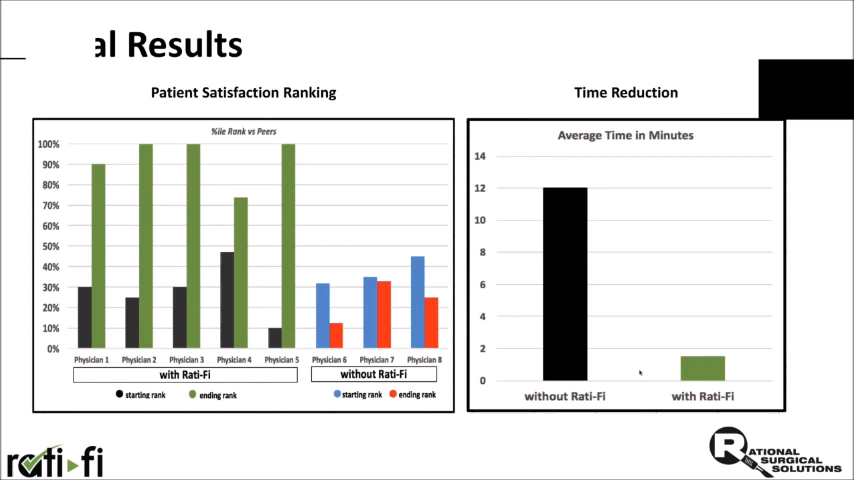 al Results
Patient Satisfaction Ranking
Time Reduction
%ile Rank vs Peers
100%
90%
80%
70%
60%
50%
40%
30%
20%
10%
0%
Physician 1 Physician 2 Physician 3 Physician 4 Physician 5 Physician 6 Physician 7 Physician 8
with Rati-Fi without Rati-Fi
starting rank ending rank starting rank ending rank
Average Time in Minutes
14
12
10
8
6
4
2
0
without Rati-Fi with Rati-Fi
rati fi
RATIONAL
SURGICAL
SOLUTIONS